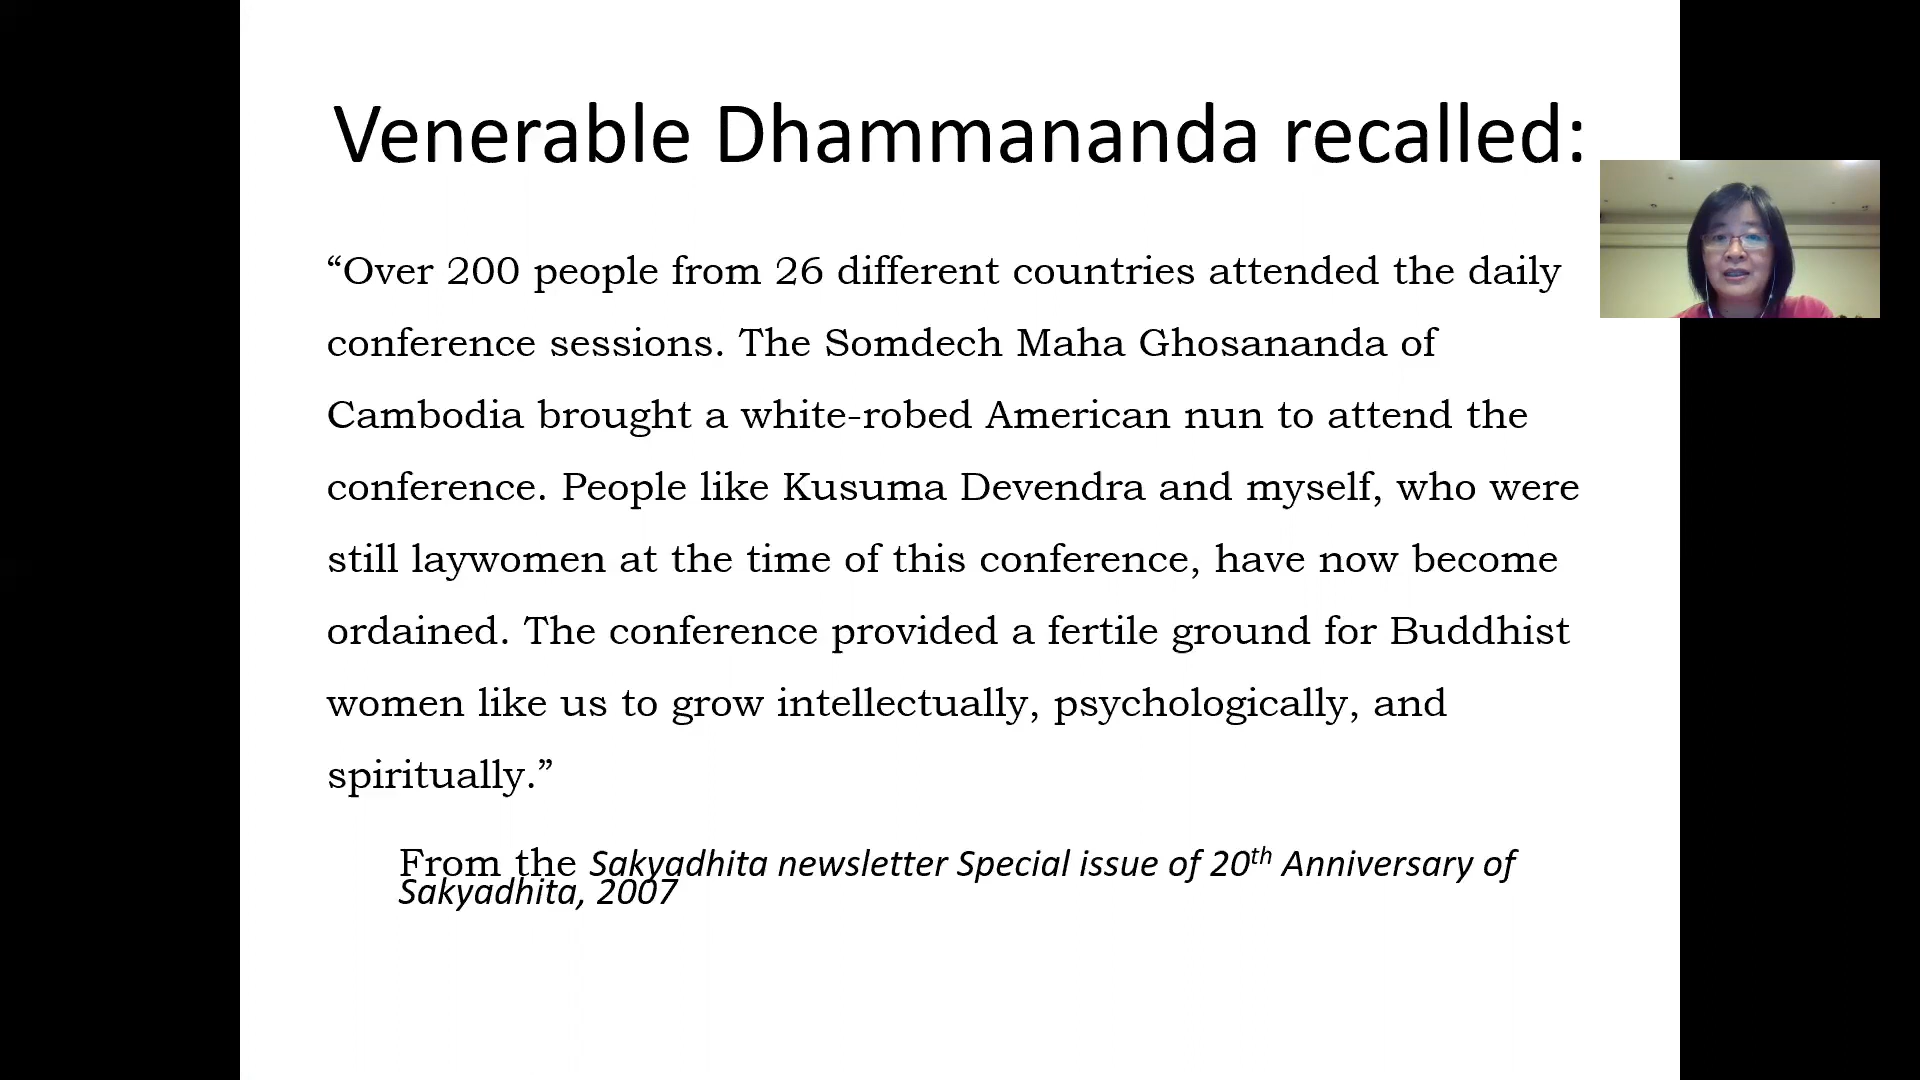 Venerable Dhammananda recalled:
“Over 200 people from 26 different countries attended the daily
conference sessions. The Somdech Maha Ghosananda of
Cambodia brought a white-robed American nun to attend the
conference. People like Kusuma Devendra and myself, who were
still laywomen at the time of this conference, have now become
ordained. The conference provided a fertile ground for Buddhist
women like us to grow intellectually, psychologically, and
spiritually.”
From the Sakyadhita newsletter Special issue of 20th Anniversary of
Sakyadhita, 2007